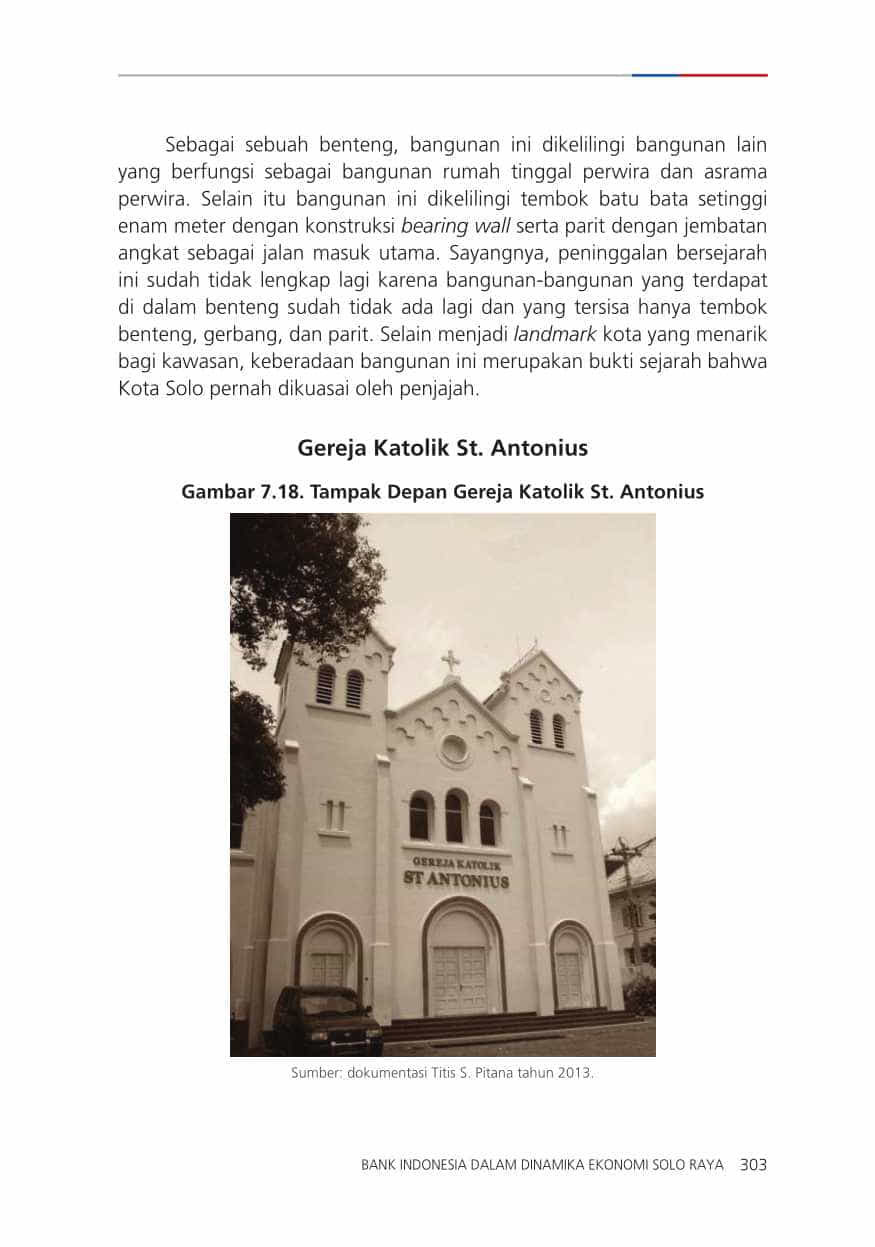 Sebagai sebuah benteng, bangunan ini dikelilingi bangunan lain
yang berfungsi sebagai bangunan rumah tinggal perwira dan asrama
perwira. Selain itu bangunan ini dikelilingi tembok batu bata setinggi
enam meter dengan konstruksi bearing wall serta parit dengan jembatan
angkat sebagai jalan masuk utama. Sayangnya, peninggalan bersejarah
ini sudah tidak lengkap lagi karena bangunan-bangunan yang terdapat
di dalam benteng sudah tidak ada lagi dan yang tersisa hanya tembok
benteng, gerbang, dan parit. Selain menjadi landmark kota yang menarik
bagi kawasan, keberadaan bangunan ini merupakan bukti sejarah bahwa
Kota Solo pernah dikuasai oleh penjajah.
Gereja Katolik St. Antonius
Gambar 7.18. Tampak Depan Gereja Katolik St. Antonius
GEREJA KATOLIK
ST ANTONIUS
Sumber: dokumentasi Titis S. Pitana tahun 2013.
BANK INDONESIA DALAM DINAMIKA EKONOMI SOLO RAYA 303